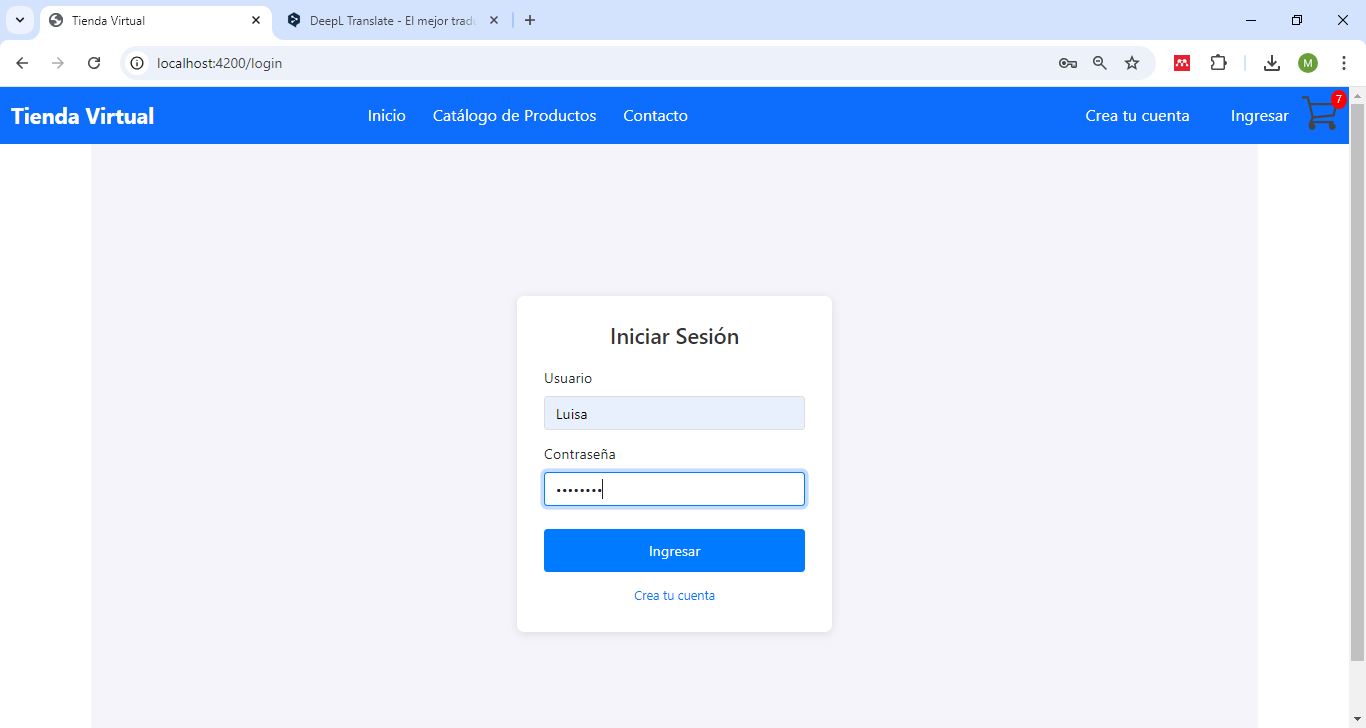 Tienda Virtual
DeepL Translate - El mejor tradu
localhost:4200/login
M
Tienda Virtual
Inicio
Catálogo de Productos
Contacto
Crea tu cuenta
Ingresar
7
Iniciar Sesión
Usuario
Luisa
Contraseña
••••••••
Ingresar
Crea tu cuenta